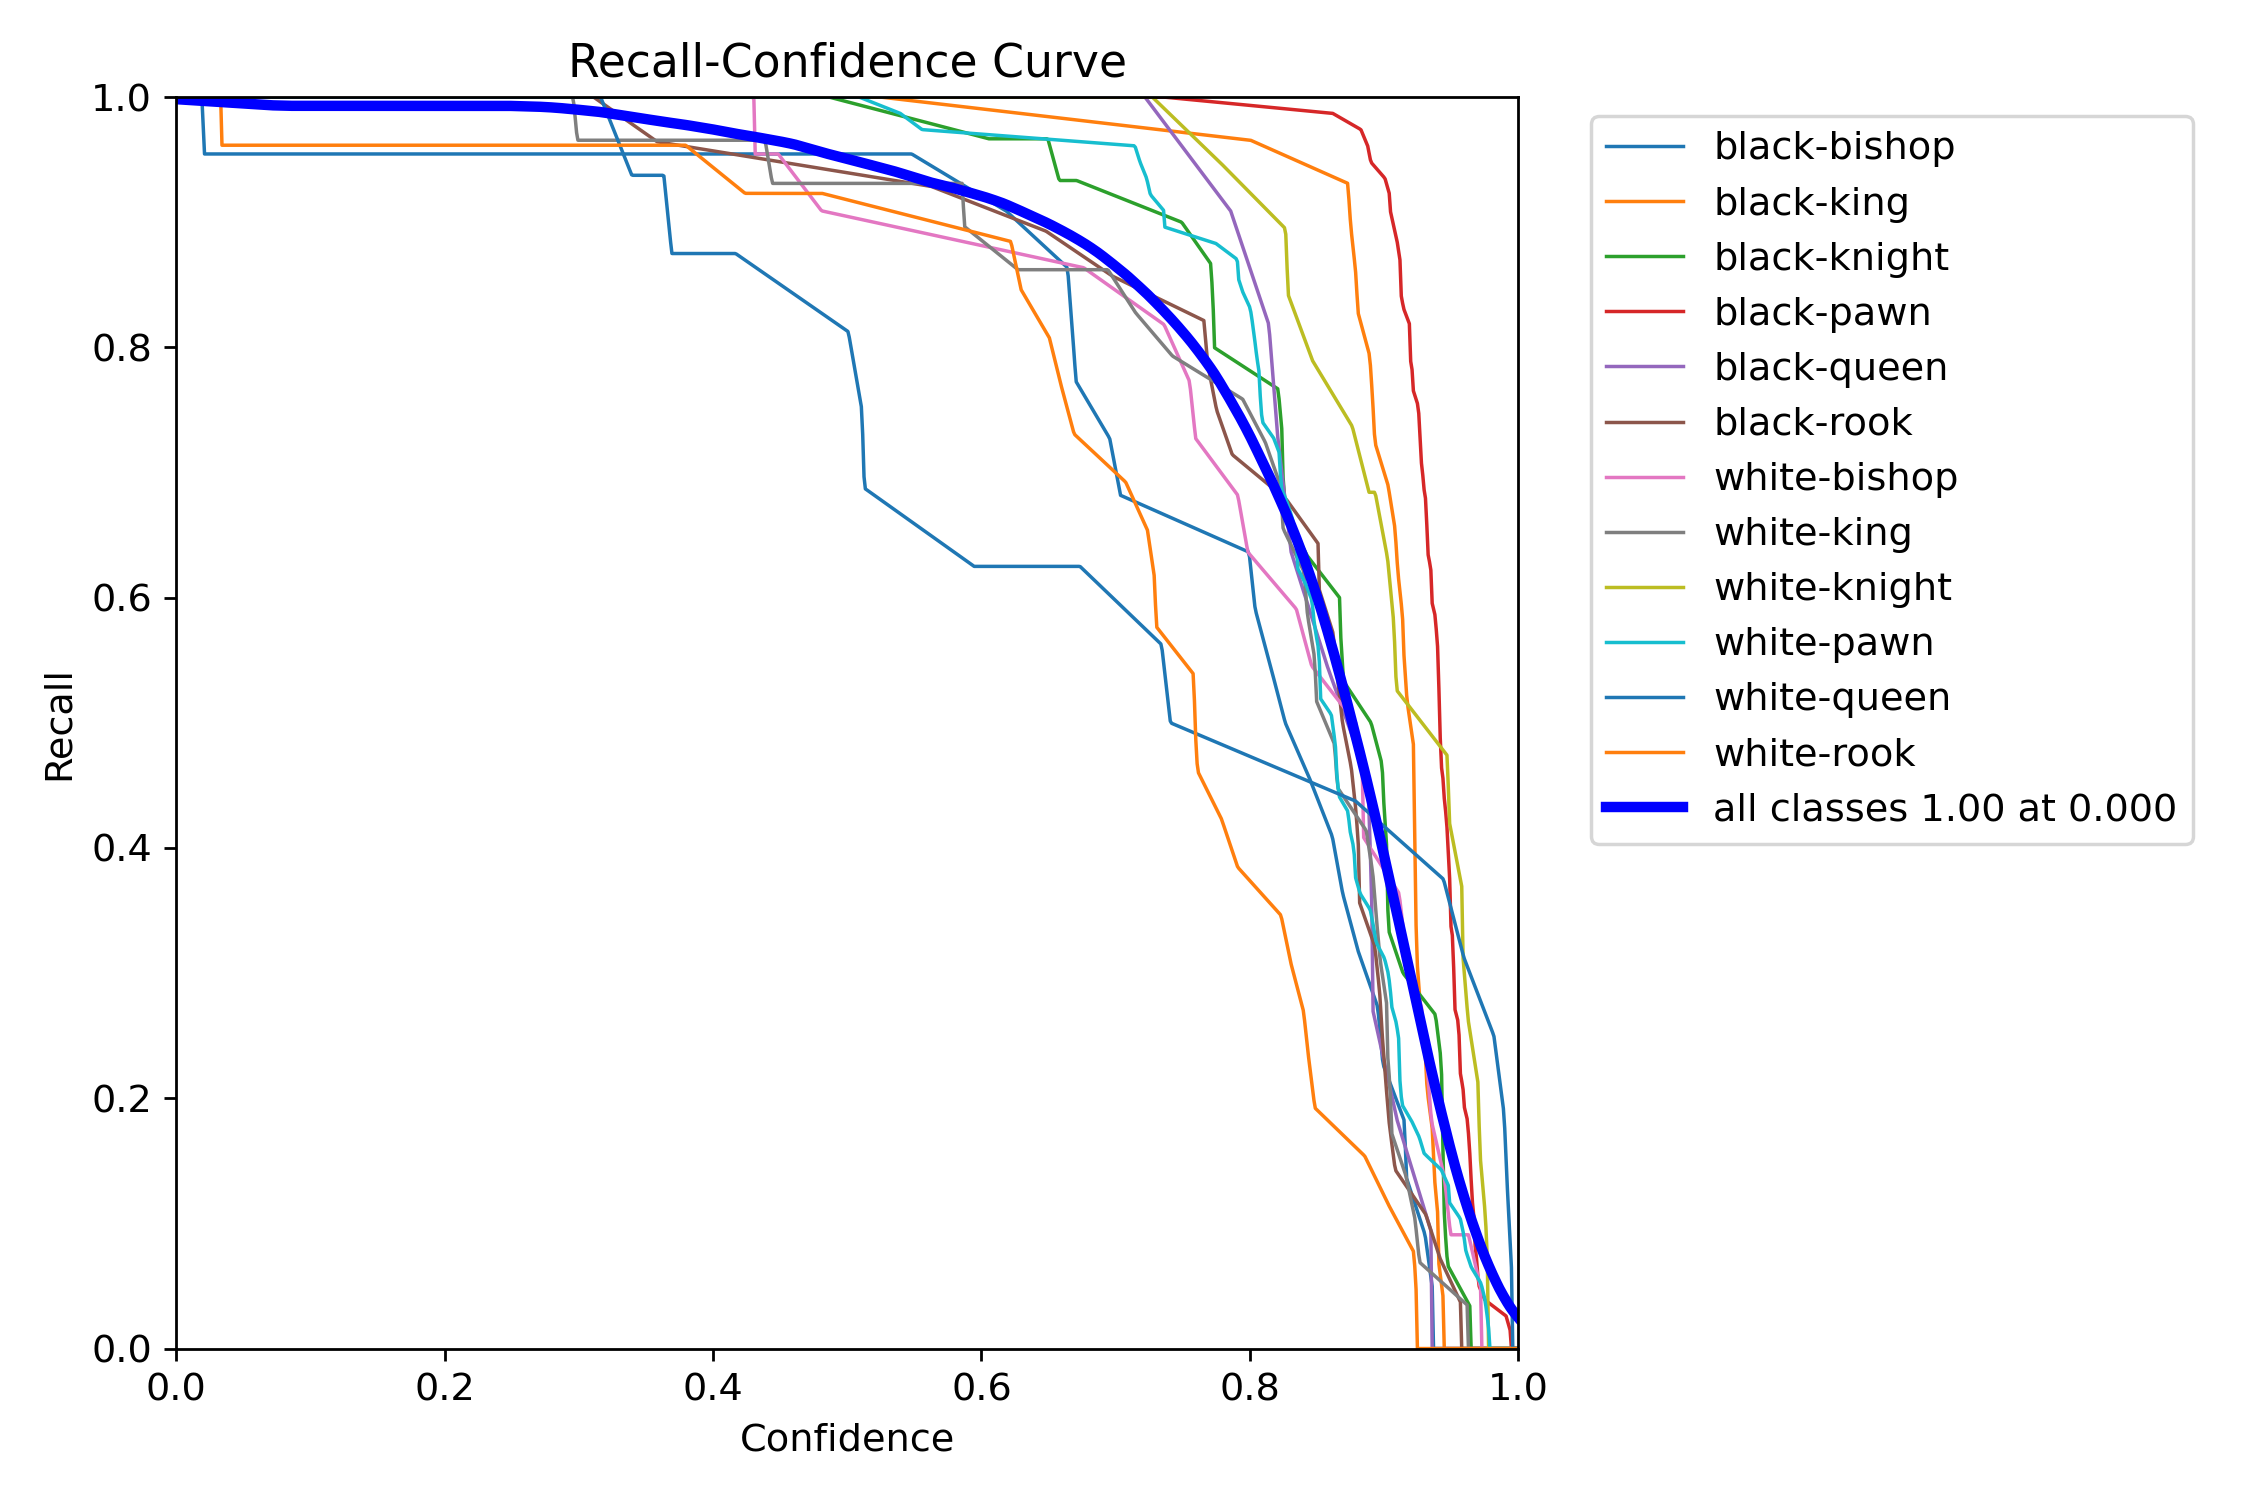 Recall-Confidence Curve
1.0
0.8
0.6
0.4
0.2
0.0
Recall
0.0 0.2 0.4 0.6 0.8 1.0
Confidence
black-bishop
black-king
black-knight
black-pawn
black-queen
black-rook
white-bishop
white-king
white-knight
white-pawn
white-queen
white-rook
all classes 1.00 at 0.000